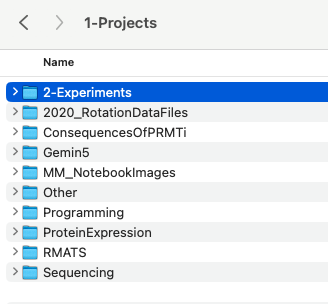 1-Projects
Name
2-Experiments
2020_RotationDataFiles
ConsequencesOfPRMTi
Gemin5
MM_NotebookImages
Other
Programming
ProteinExpression
RMATS
Sequencing